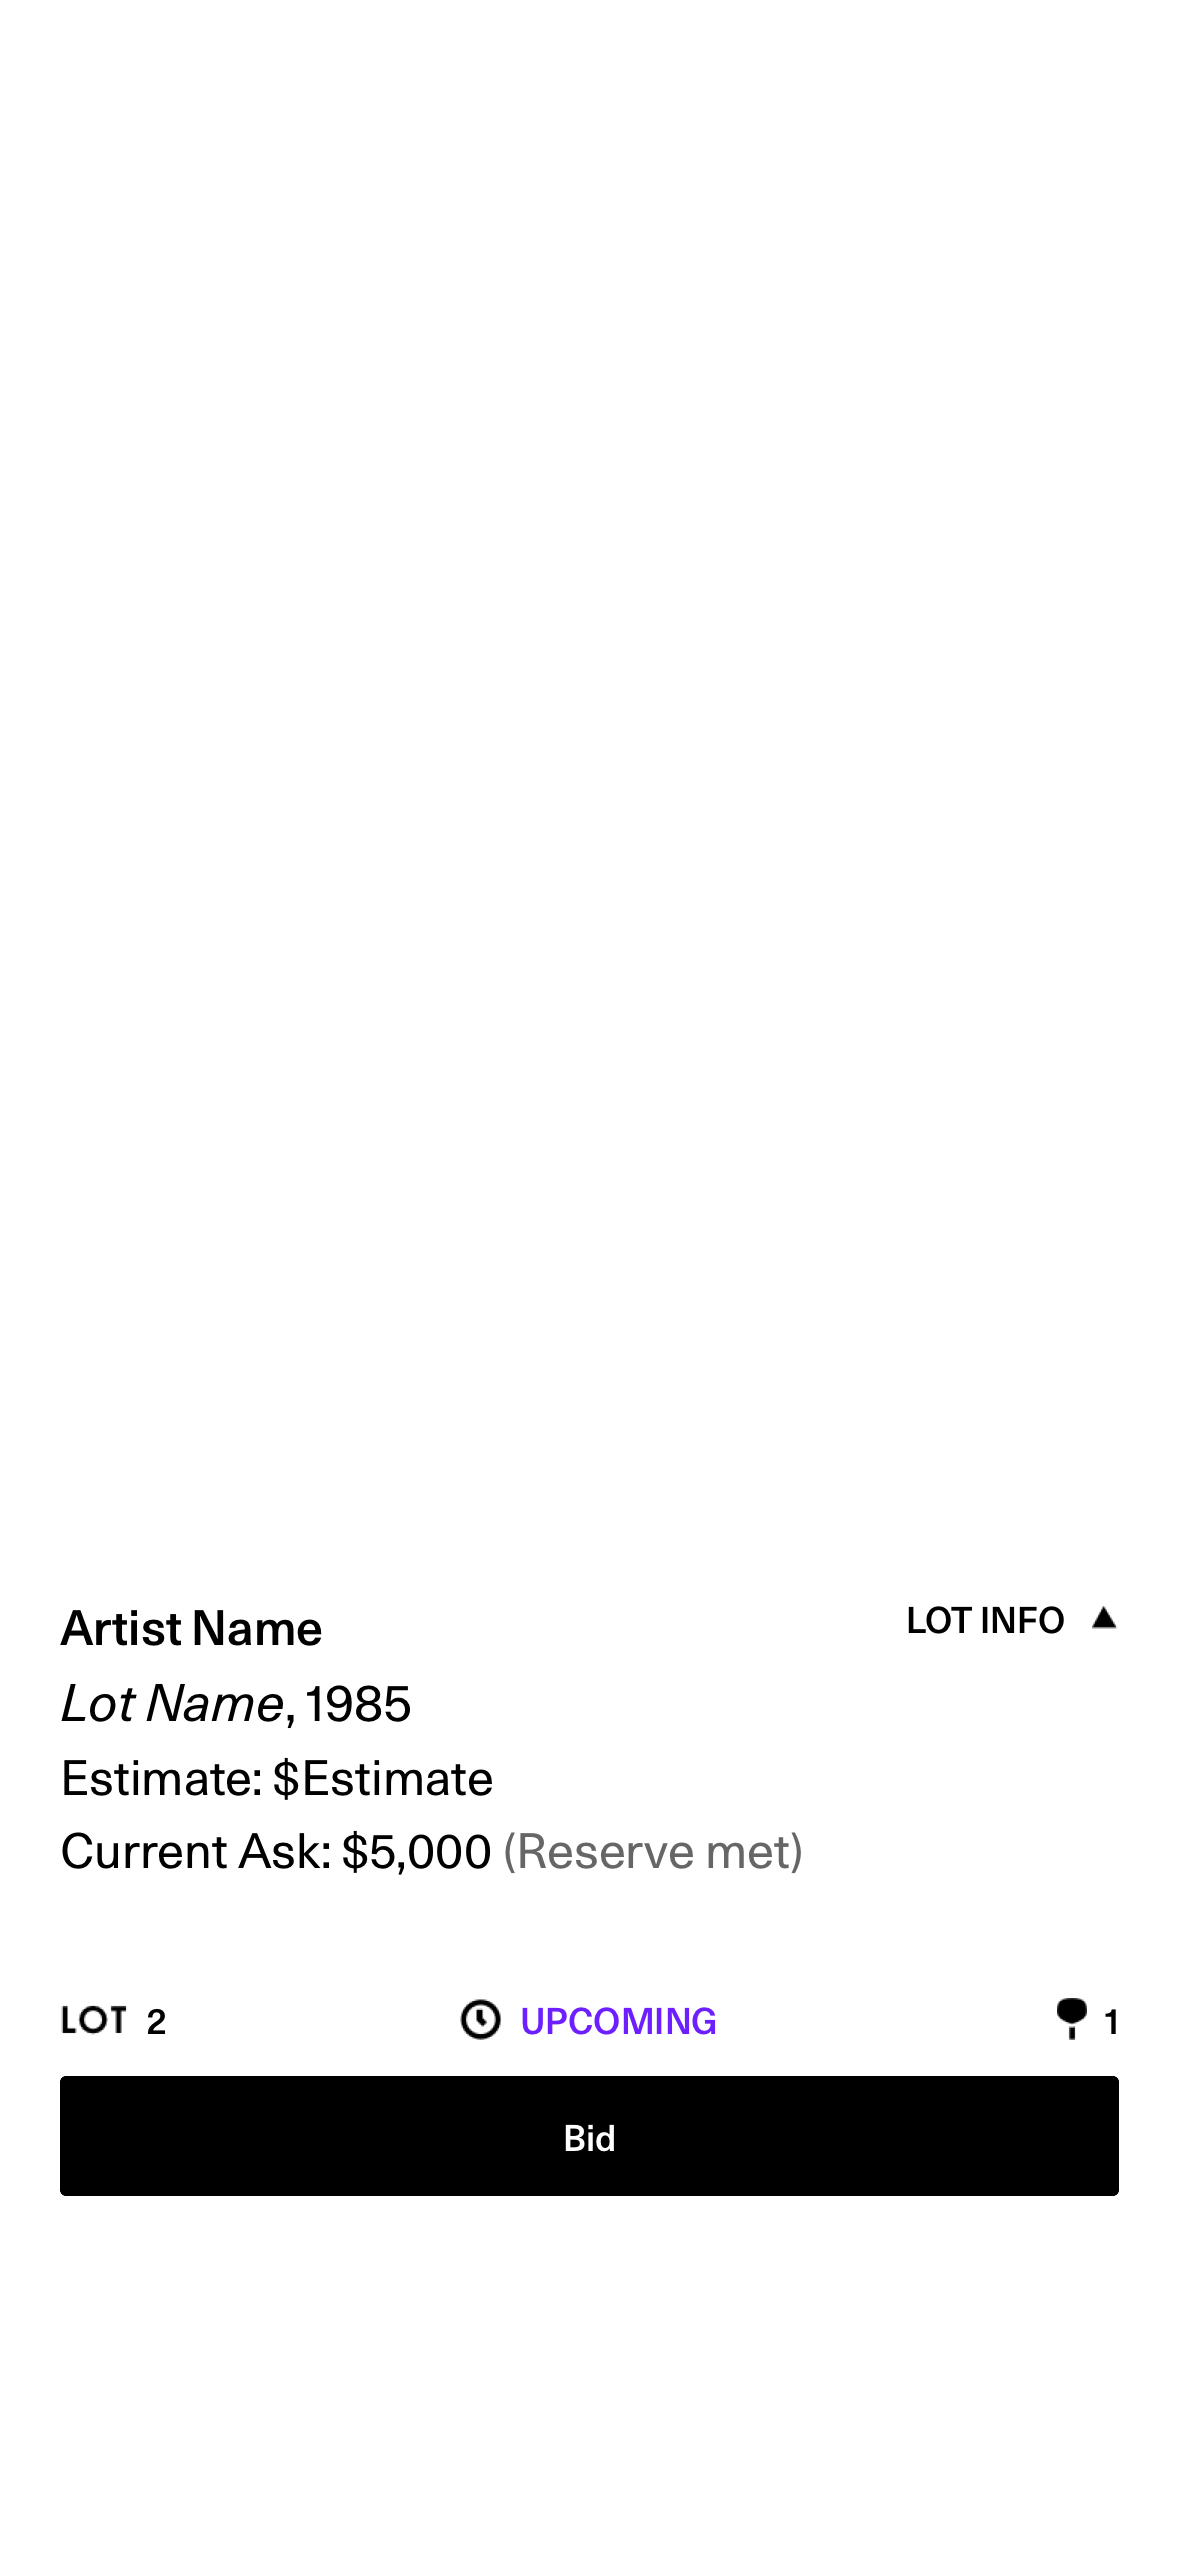 Artist Name
LOT INFO ▲
Lot Name, 1985
Estimate: $Estimate
Current Ask: $5,000 (Reserve met)
LOT 2
UPCOMING
1
Bid